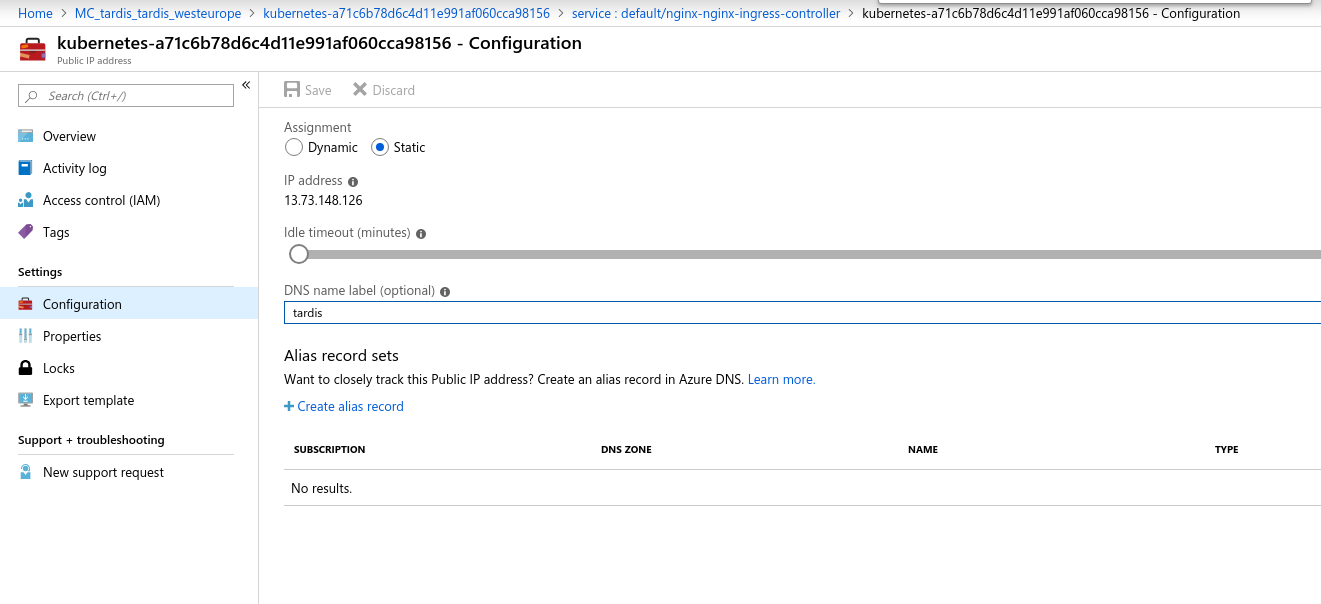 Home > MC_tardis_tardis_westeurope > kubernetes-a71c6b78d6c4d11e991af060cca98156 > service : default/nginx-nginx-ingress-controller > kubernetes-a71c6b78d6c4d11e991af060cca98156 - Configuration
kubernetes-a71c6b78d6c4d11e991af060cca98156 - Configuration
Public IP address
«
Search (Ctrl+/)
Overview
Activity log
Access control (IAM)
Tags
Settings
Configuration
Properties
Locks
Export template
Support + troubleshooting
New support request
Save Discard
Assignment
Dynamic Static
IP address
13.73.148.126
Idle timeout (minutes)
DNS name label (optional)
tardis
Alias record sets
Want to closely track this Public IP address? Create an alias record in Azure DNS. Learn more.
+ Create alias record
SUBSCRIPTION DNS ZONE NAME TYPE
No results.